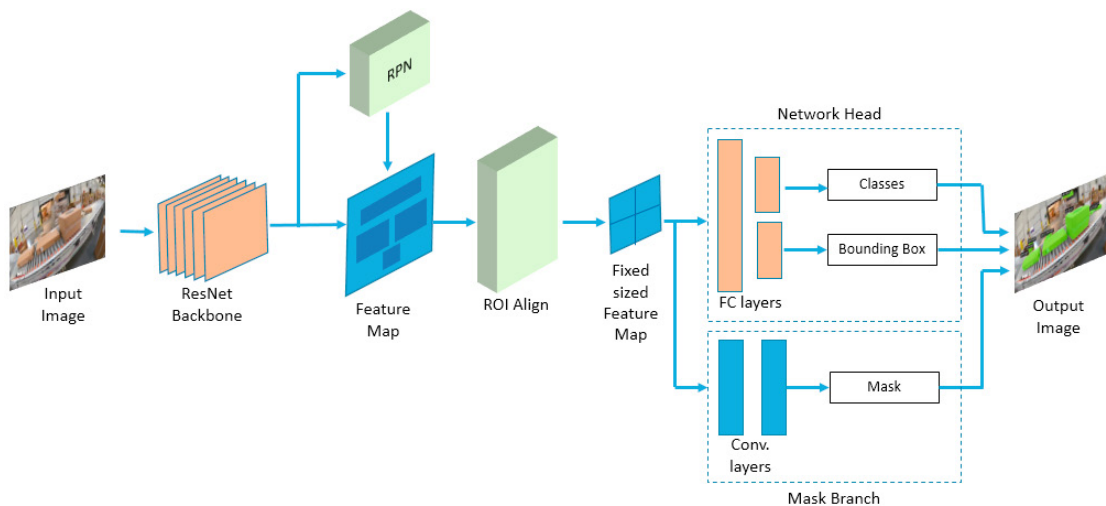 RPN
Network Head
Classes
Bounding Box
FC layers
Input
Image
ResNet
Backbone
Feature
Map
ROI Align
Fixed
sized
Feature
Map
Output
Image
Mask
Conv.
layers
Mask Branch